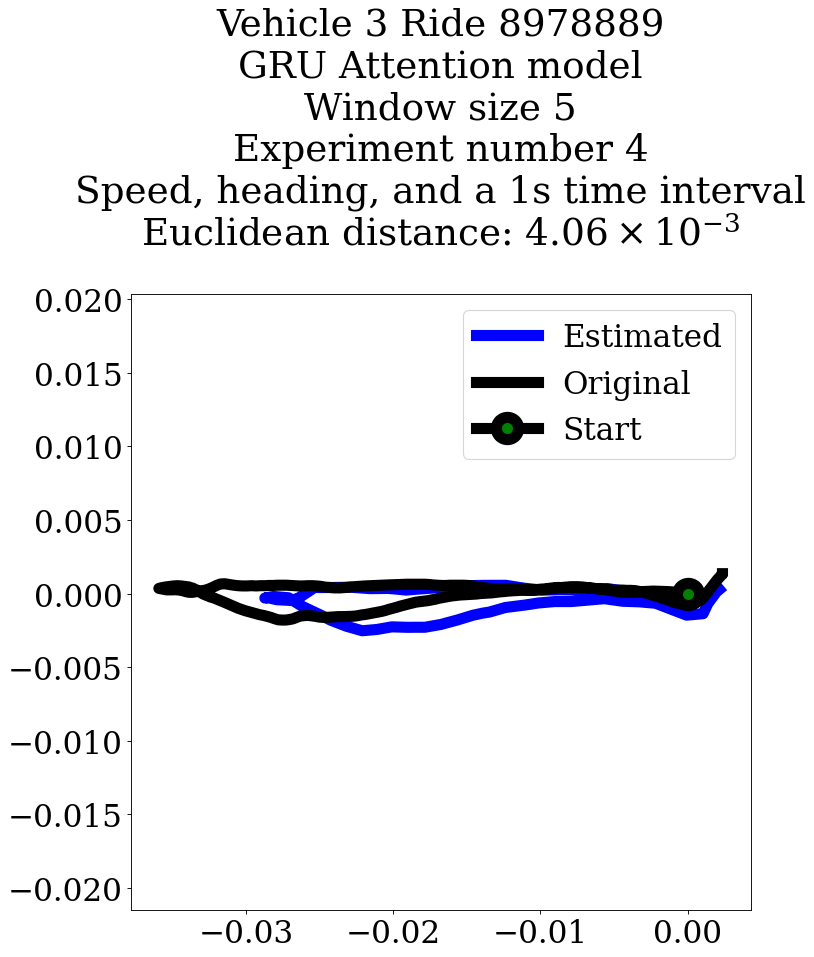 Vehicle 3 Ride 8978889
GRU Attention model
Window size 5
Experiment number 4
Speed, heading, and a 1s time interval
Euclidean distance: 4.06 × 10⁻³
Estimated
Original
Start
0.020
0.015
0.010
0.005
0.000
−0.005
−0.010
−0.015
−0.020
−0.03
−0.02
−0.01
0.00